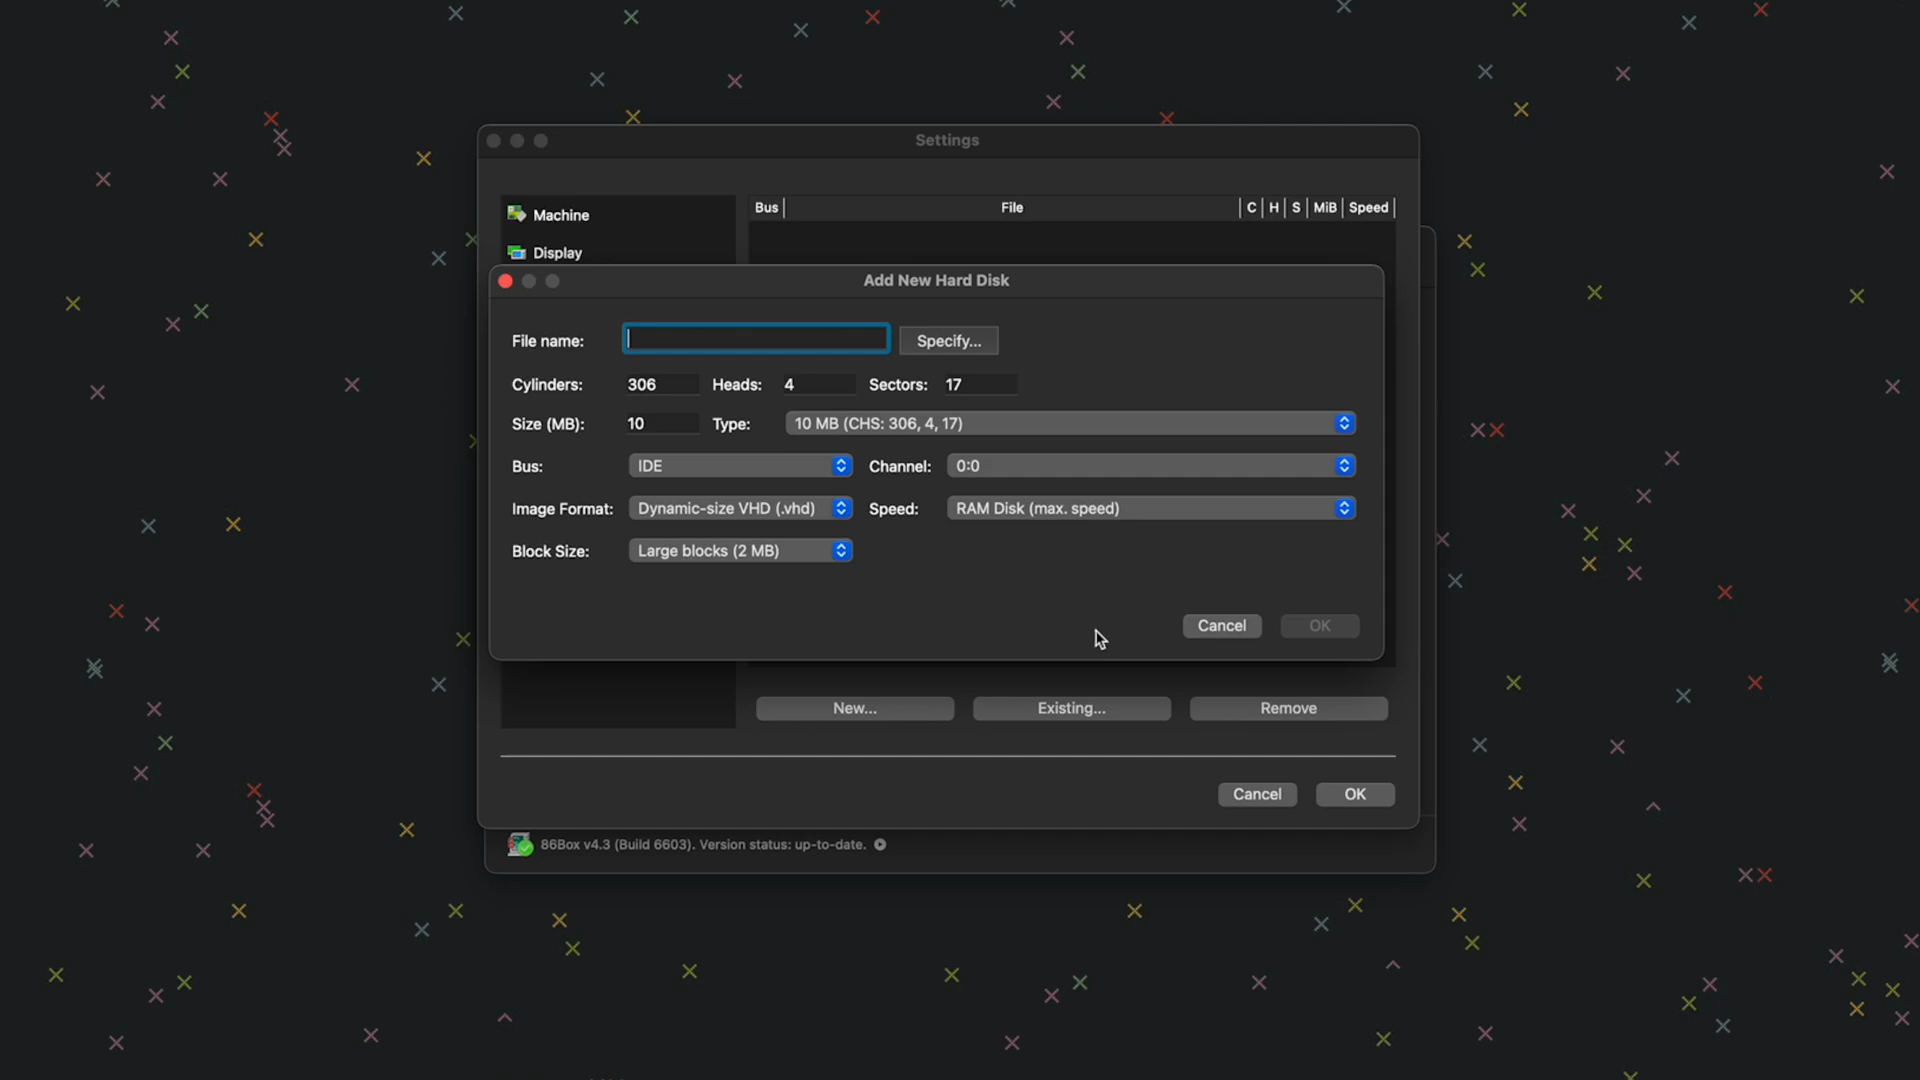 Settings
Machine
Display
Bus File C H S MiB Speed
Add New Hard Disk
File name: Specify...
Cylinders: 306 Heads: 4 Sectors: 17
Size (MB): 10 Type: 10 MB (CHS: 306, 4, 17)
Bus: IDE Channel: 0:0
Image Format: Dynamic-size VHD (.vhd) Speed: RAM Disk (max. speed)
Block Size: Large blocks (2 MB)
Cancel OK
New... Existing... Remove
Cancel OK
86Box v4.3 (Build 6603). Version status: up-to-date.